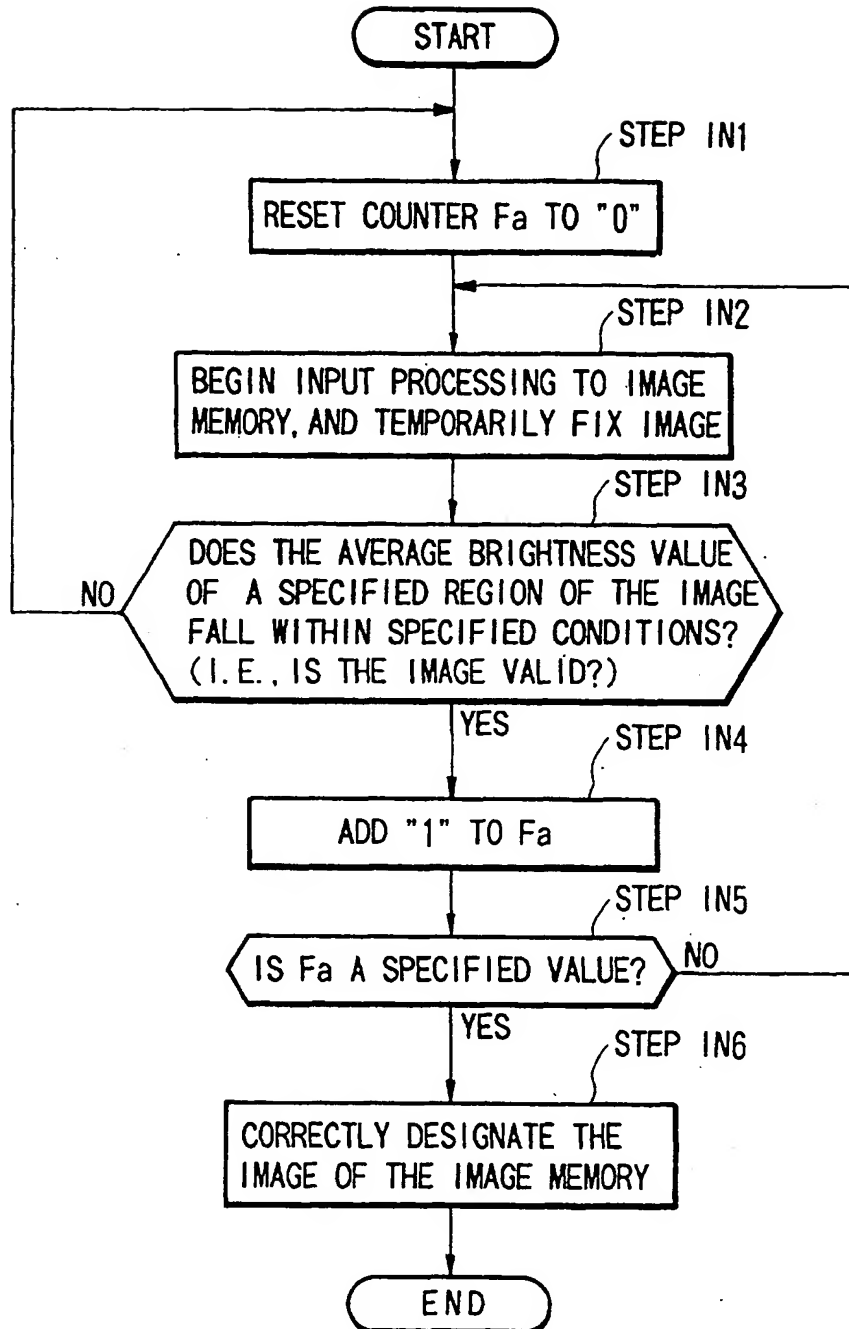 START
STEP IN1
RESET COUNTER Fa TO "0"
STEP IN2
BEGIN INPUT PROCESSING TO IMAGE
MEMORY, AND TEMPORARILY FIX IMAGE
STEP IN3
DOES THE AVERAGE BRIGHTNESS VALUE
OF A SPECIFIED REGION OF THE IMAGE
FALL WITHIN SPECIFIED CONDITIONS?
(I.E., IS THE IMAGE VALID?)
NO
YES
STEP IN4
ADD "1" TO Fa
STEP IN5
IS Fa A SPECIFIED VALUE?
NO
YES
STEP IN6
CORRECTLY DESIGNATE THE
IMAGE OF THE IMAGE MEMORY
END